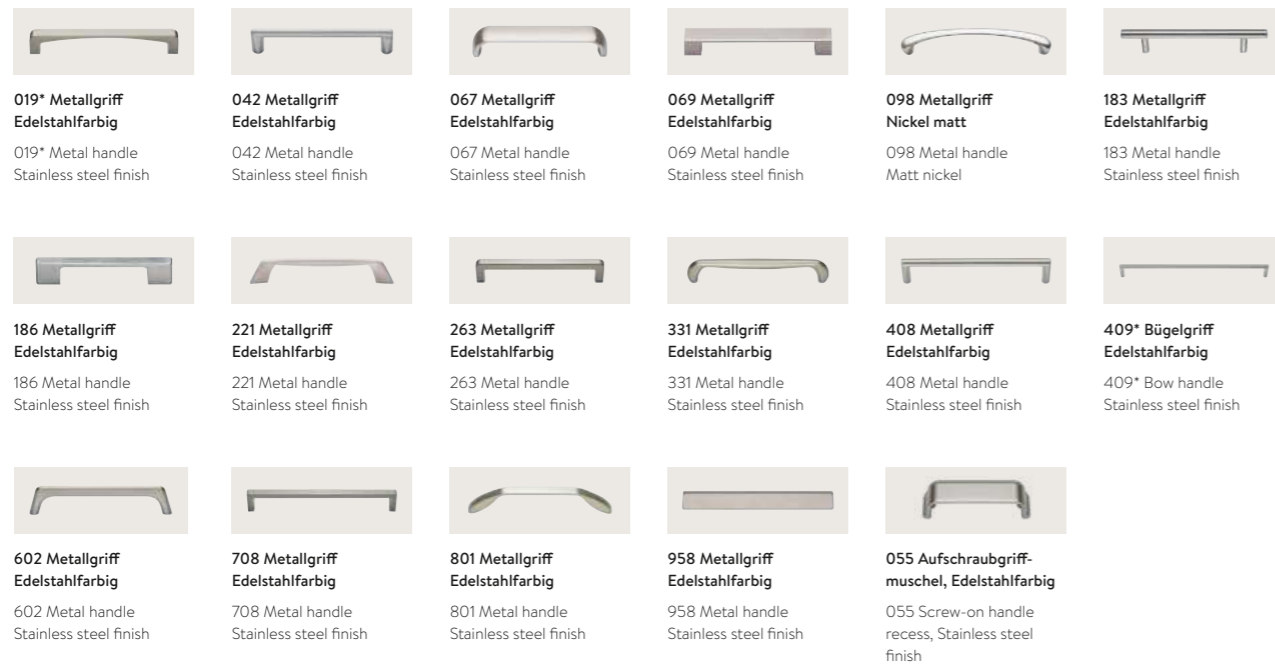 019* Metallgriff
Edelstahlfarbig
019* Metal handle
Stainless steel finish
042 Metallgriff
Edelstahlfarbig
042 Metal handle
Stainless steel finish
067 Metallgriff
Edelstahlfarbig
067 Metal handle
Stainless steel finish
069 Metallgriff
Edelstahlfarbig
069 Metal handle
Stainless steel finish
098 Metallgriff
Nickel matt
098 Metal handle
Matt nickel
183 Metallgriff
Edelstahlfarbig
183 Metal handle
Stainless steel finish
186 Metallgriff
Edelstahlfarbig
186 Metal handle
Stainless steel finish
221 Metallgriff
Edelstahlfarbig
221 Metal handle
Stainless steel finish
263 Metallgriff
Edelstahlfarbig
263 Metal handle
Stainless steel finish
331 Metallgriff
Edelstahlfarbig
331 Metal handle
Stainless steel finish
408 Metallgriff
Edelstahlfarbig
408 Metal handle
Stainless steel finish
409* Bügelgriff
Edelstahlfarbig
409* Bow handle
Stainless steel finish
602 Metallgriff
Edelstahlfarbig
602 Metal handle
Stainless steel finish
708 Metallgriff
Edelstahlfarbig
708 Metal handle
Stainless steel finish
801 Metallgriff
Edelstahlfarbig
801 Metal handle
Stainless steel finish
958 Metallgriff
Edelstahlfarbig
958 Metal handle
Stainless steel finish
055 Aufschraubgriff-
muschel, Edelstahlfarbig
055 Screw-on handle
recess, Stainless steel
finish